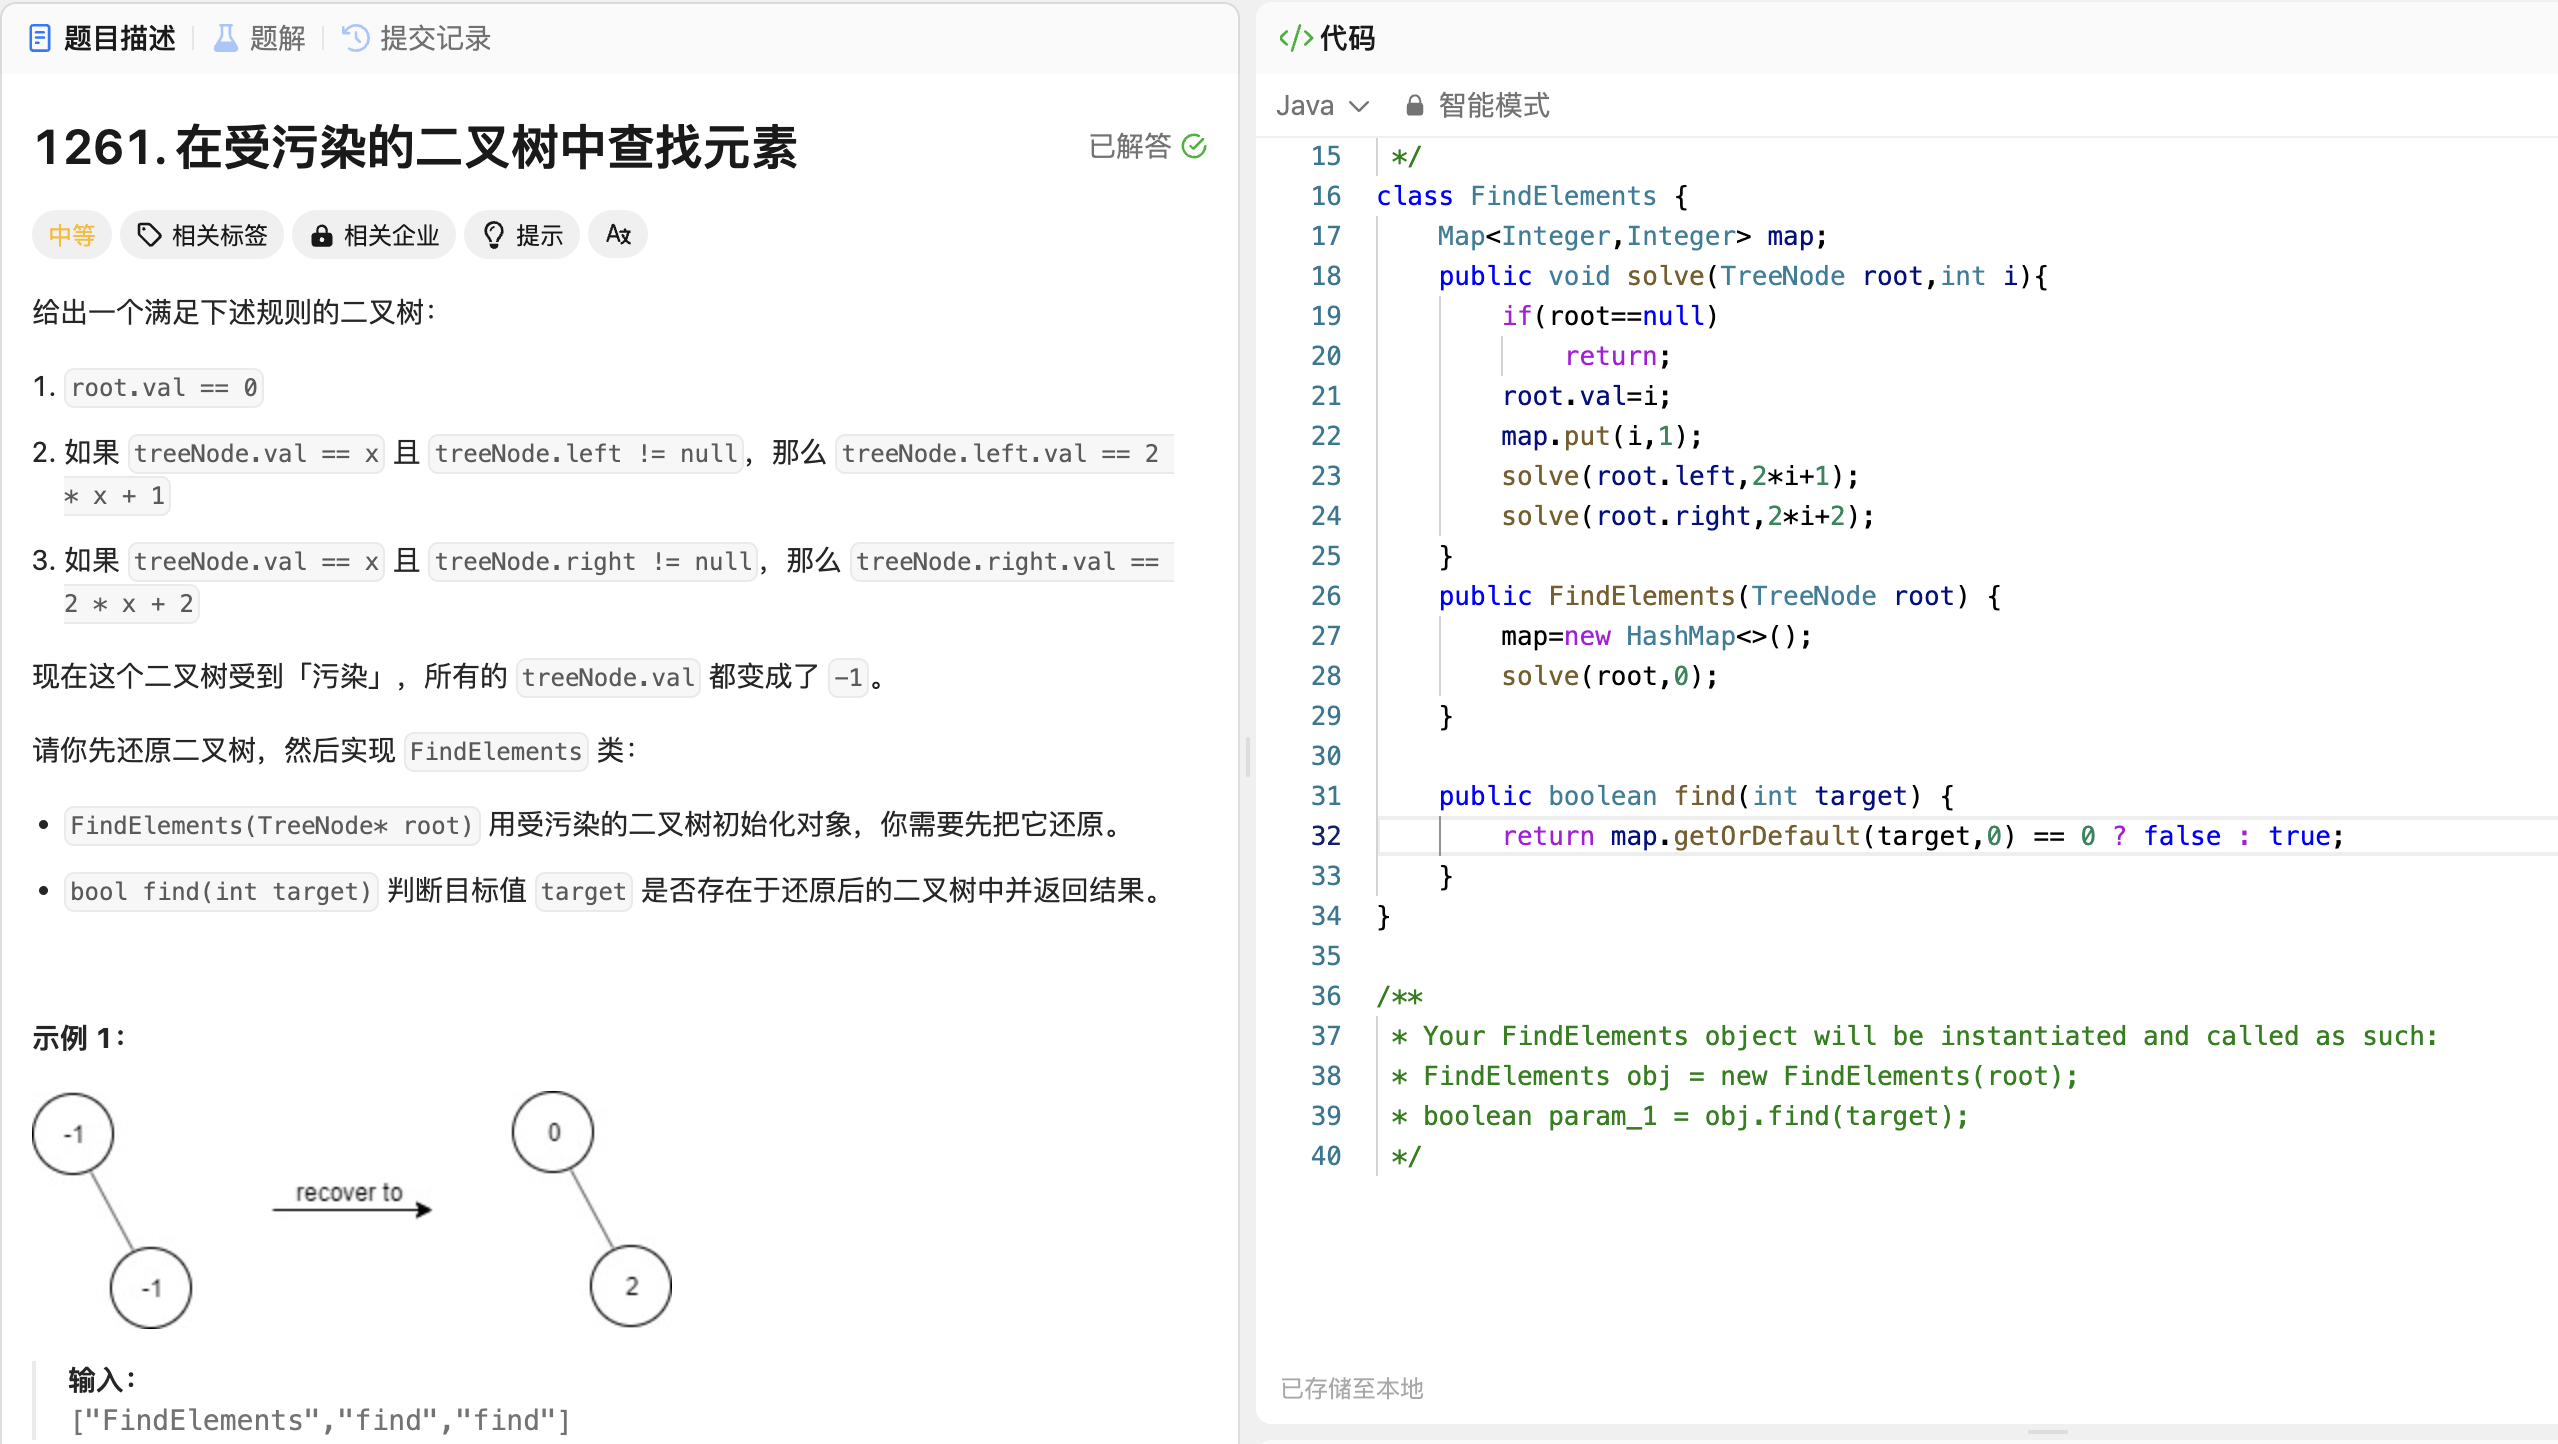 题目描述 题解 提交记录
1261. 在受污染的二叉树中查找元素
已解答
中等 相关标签 相关企业 提示
给出一个满足下述规则的二叉树：
1. root.val == 0
2. 如果 treeNode.val == x 且 treeNode.left != null，那么 treeNode.left.val == 2
* x + 1
3. 如果 treeNode.val == x 且 treeNode.right != null，那么 treeNode.right.val ==
2 * x + 2
现在这个二叉树受到「污染」，所有的 treeNode.val 都变成了 -1。
请你先还原二叉树，然后实现 FindElements 类：
• FindElements(TreeNode* root) 用受污染的二叉树初始化对象，你需要先把它还原。
• bool find(int target) 判断目标值 target 是否存在于还原后的二叉树中并返回结果。
示例 1：
-1
-1
recover to
0
2
输入：
["FindElements","find","find"]
</> 代码
Java 智能模式
15 */
16 class FindElements {
17 Map<Integer,Integer> map;
18 public void solve(TreeNode root,int i){
19 if(root==null)
20 return;
21 root.val=i;
22 map.put(i,1);
23 solve(root.left,2*i+1);
24 solve(root.right,2*i+2);
25 }
26 public FindElements(TreeNode root) {
27 map=new HashMap<>();
28 solve(root,0);
29 }
30
31 public boolean find(int target) {
32 return map.getOrDefault(target,0) == 0 ? false : true;
33 }
34 }
35
36 /**
37 * Your FindElements object will be instantiated and called as such:
38 * FindElements obj = new FindElements(root);
39 * boolean param_1 = obj.find(target);
40 */
已存储至本地